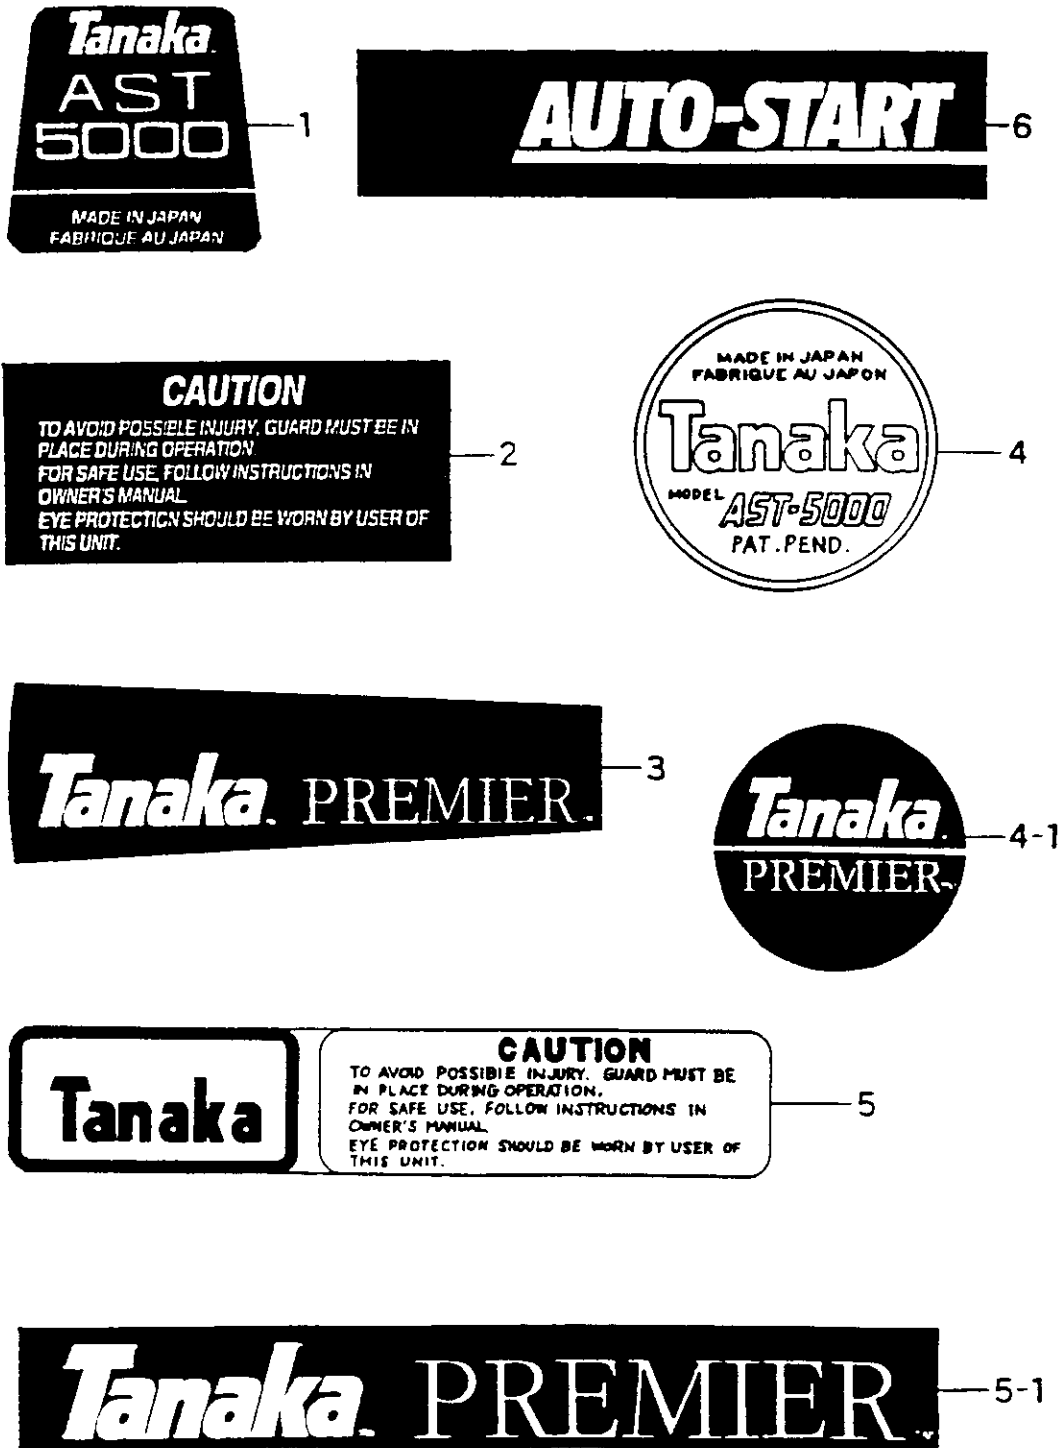 Tanaka
AST
5000
1
MADE IN JAPAN
FABRIQUE AU JAPAN
AUTO-START
6
CAUTION
TO AVOID POSSIBLE INJURY, GUARD MUST BE IN
PLACE DURING OPERATION.
FOR SAFE USE, FOLLOW INSTRUCTIONS IN
OWNER'S MANUAL
EYE PROTECTION SHOULD BE WORN BY USER OF
THIS UNIT.
2
MADE IN JAPAN
FABRIQUE AU JAPON
Tanaka
MODEL AST-5000
PAT.PEND.
4
Tanaka PREMIER
3
Tanaka
PREMIER
4-1
Tanaka
CAUTION
TO AVOID POSSIBLE INJURY. GUARD MUST BE
IN PLACE DURING OPERATION.
FOR SAFE USE, FOLLOW INSTRUCTIONS IN
OWNER'S MANUAL
EYE PROTECTION SHOULD BE WORN BY USER OF
THIS UNIT.
5
Tanaka PREMIER
5-1